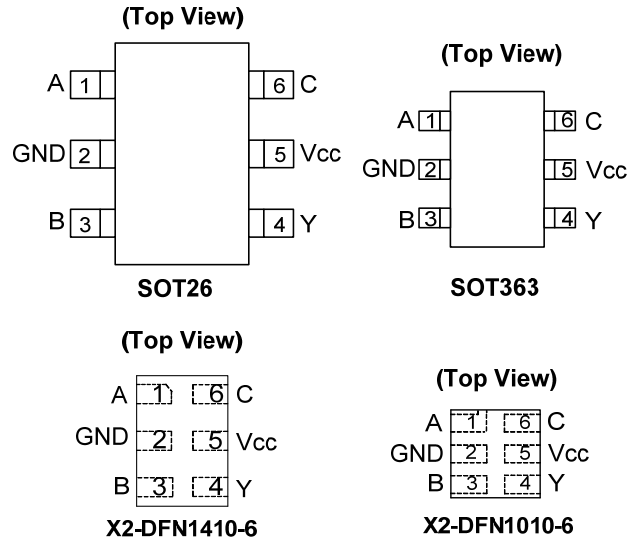 (Top View)
A 1 6 C
GND 2 5 Vcc
B 3 4 Y
SOT26
(Top View)
A 1 6 C
GND 2 5 Vcc
B 3 4 Y
SOT363
(Top View)
A 1 6 C
GND 2 5 Vcc
B 3 4 Y
X2-DFN1410-6
(Top View)
A 1 6 C
GND 2 5 Vcc
B 3 4 Y
X2-DFN1010-6